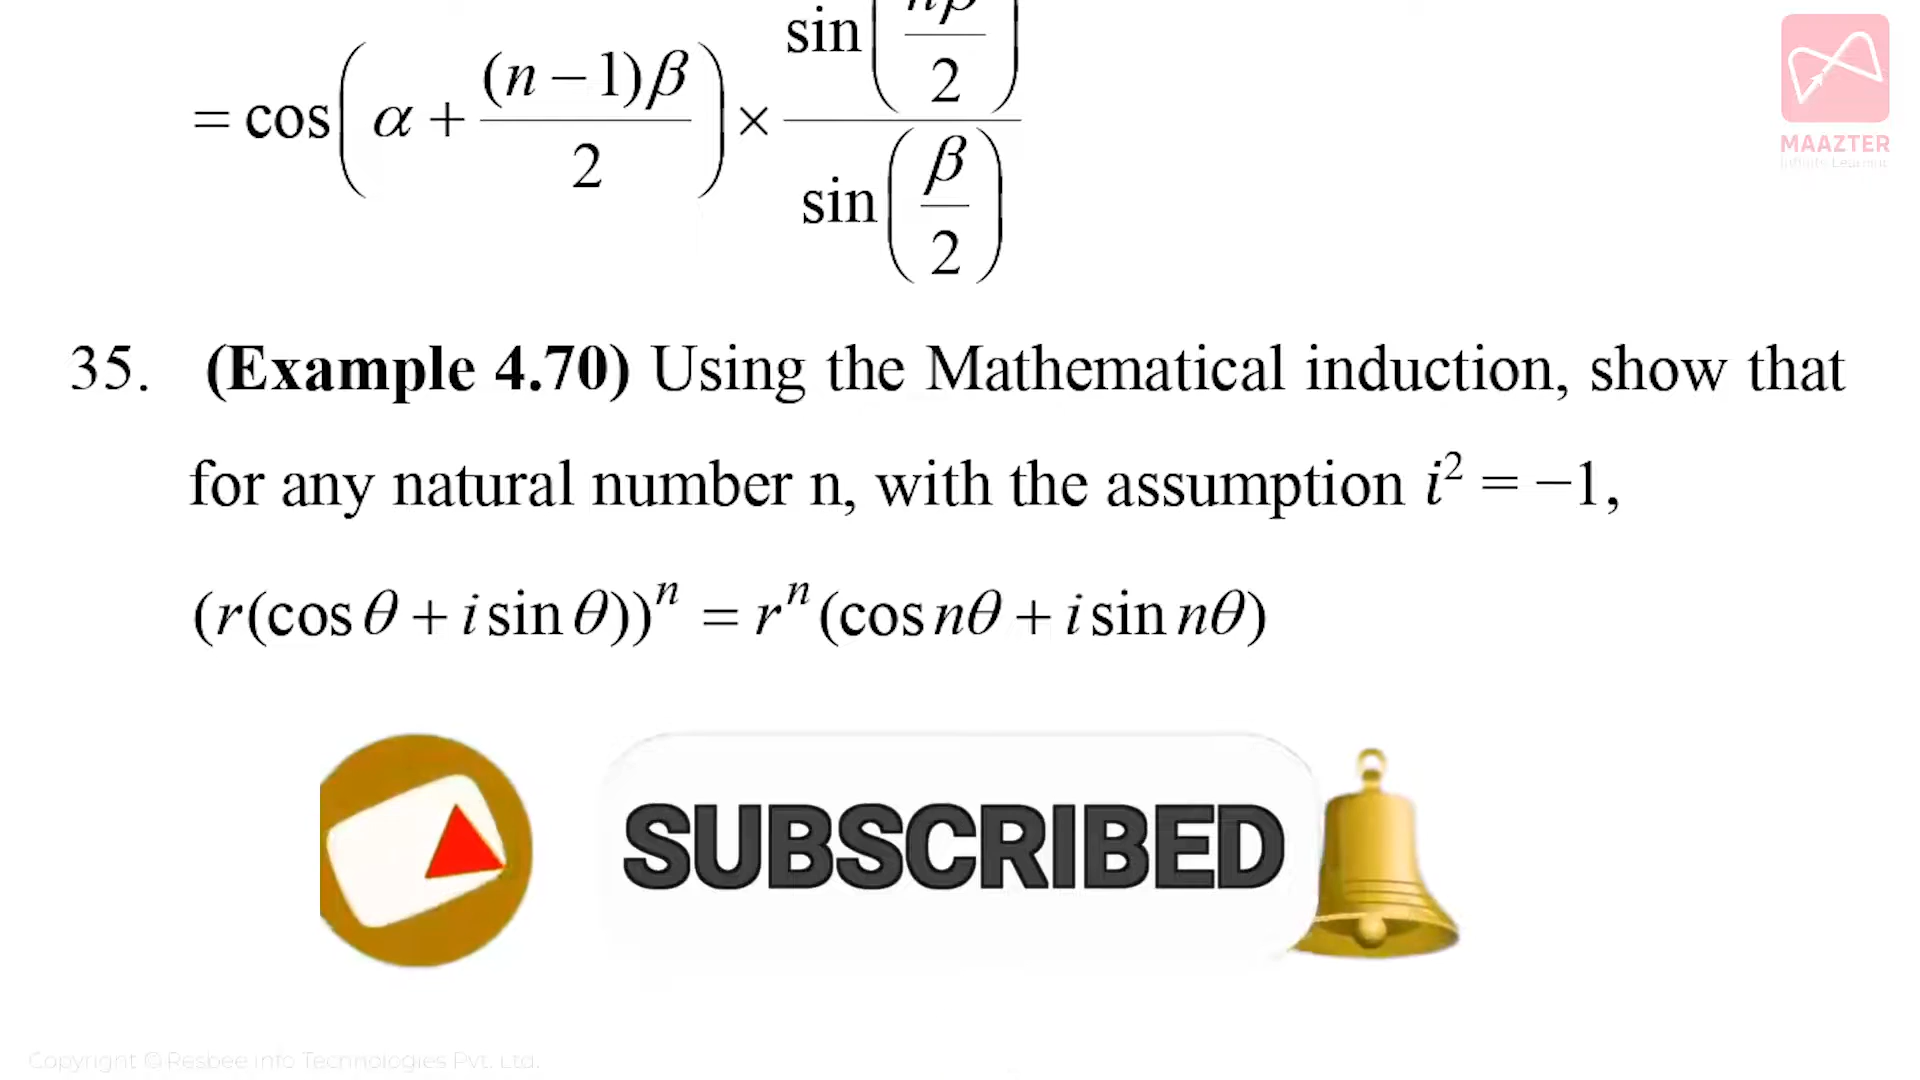 = cos(α + (n − 1)β / 2) × sin(nβ / 2) / sin(β / 2)
MAAZTER
Infinite Learning
35. (Example 4.70) Using the Mathematical induction, show that
for any natural number n, with the assumption i² = −1,
(r(cos θ + i sin θ))ⁿ = rⁿ(cos nθ + i sin nθ)
SUBSCRIBED
Copyright © Resbee Info Technologies Pvt. Ltd.